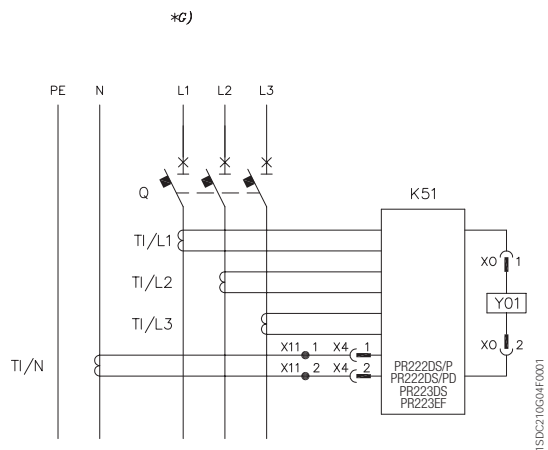 *G)
PE N L1 L2 L3
Q
K51
TI/L1
X0 1
TI/L2
Y01
TI/L3
X11 1 X4 1
X0 2
TI/N
X11 2 X4 2
PR222DS/P
PR222DS/PD
PR223DS
PR223EF
1SDC210G04F0001